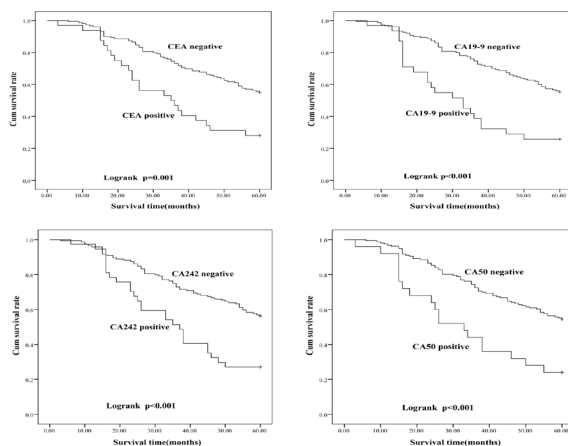 1.0
0.8
0.6
0.4
0.2
0.0
Cum survival rate
CEA negative
CEA positive
Logrank p=0.001
.00 10.00 20.00 30.00 40.00 50.00 60.00
Survival time(months)
1.0
0.8
0.6
0.4
0.2
0.0
Cum survival rate
CA19-9 negative
CA19-9 positive
Logrank p<0.001
.00 10.00 20.00 30.00 40.00 50.00 60.00
Survival time(months)
1.0
0.8
0.6
0.4
0.2
0.0
Cum survival rate
CA242 negative
CA242 positive
Logrank p<0.001
.00 10.00 20.00 30.00 40.00 50.00 60.00
Survival time(months)
1.0
0.8
0.6
0.4
0.2
0.0
Cum survival rate
CA50 negative
CA50 positive
Logrank p<0.001
.00 10.00 20.00 30.00 40.00 50.00 60.00
Survival time(months)